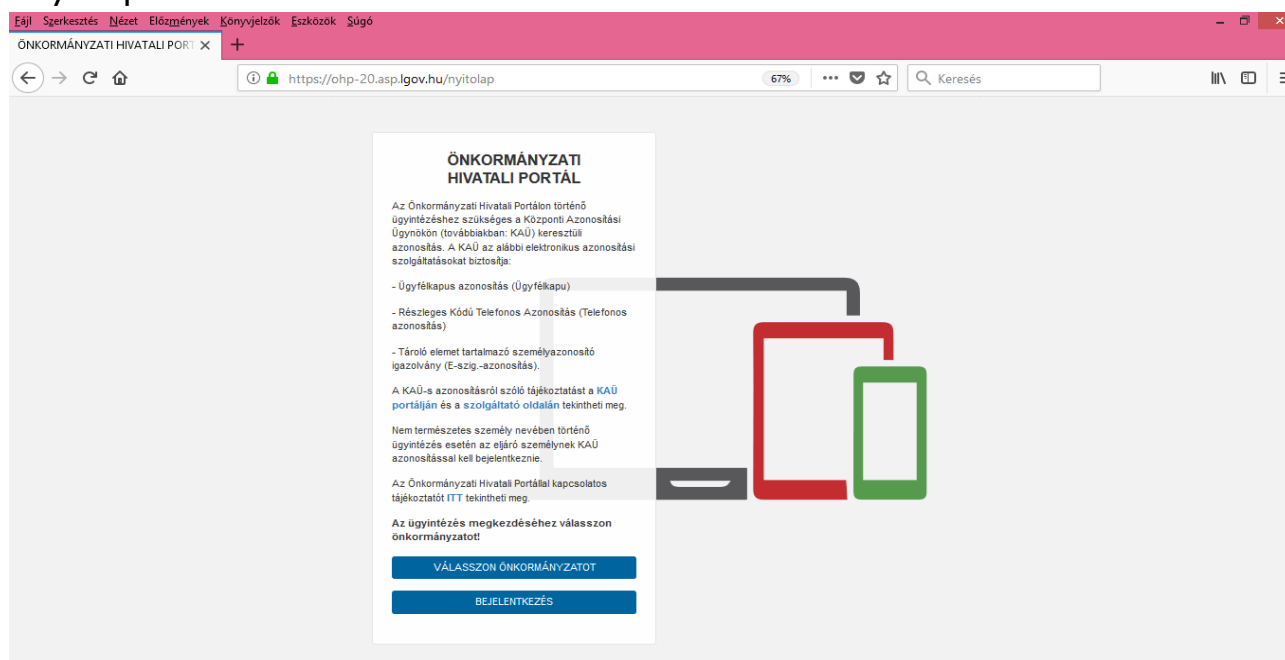 Fájl Szerkesztés Nézet Előzmények Könyvjelzők Eszközök Súgó
ÖNKORMÁNYZATI HIVATALI PORT
https://ohp-20.asp.lgov.hu/nyitolap
67%
Keresés
ÖNKORMÁNYZATI
HIVATALI PORTÁL
Az Önkormányzati Hivatali Portálon történő
ügyintézéshez szükséges a Központi Azonosítási
Ügynökön (továbbiakban: KAÜ) keresztüli
azonosítás. A KAÜ az alábbi elektronikus azonosítási
szolgáltatásokat biztosítja:
- Ügyfélkapus azonosítás (Ügyfélkapu)
- Részleges Kódú Telefonos Azonosítás (Telefonos
azonosítás)
- Tároló elemet tartalmazó személyazonosító
igazolvány (E-szig.-azonosítás).
A KAÜ-s azonosításról szóló tájékoztatást a KAÜ
portálján és a szolgáltató oldalán tekintheti meg.
Nem természetes személy nevében történő
ügyintézés esetén az eljáró személynek KAÜ
azonosítással kell bejelentkeznie.
Az Önkormányzati Hivatali Portállal kapcsolatos
tájékoztatót ITT tekintheti meg.
Az ügyintézés megkezdéséhez válasszon
önkormányzatot!
VÁLASSZON ÖNKORMÁNYZATOT
BEJELENTKEZÉS